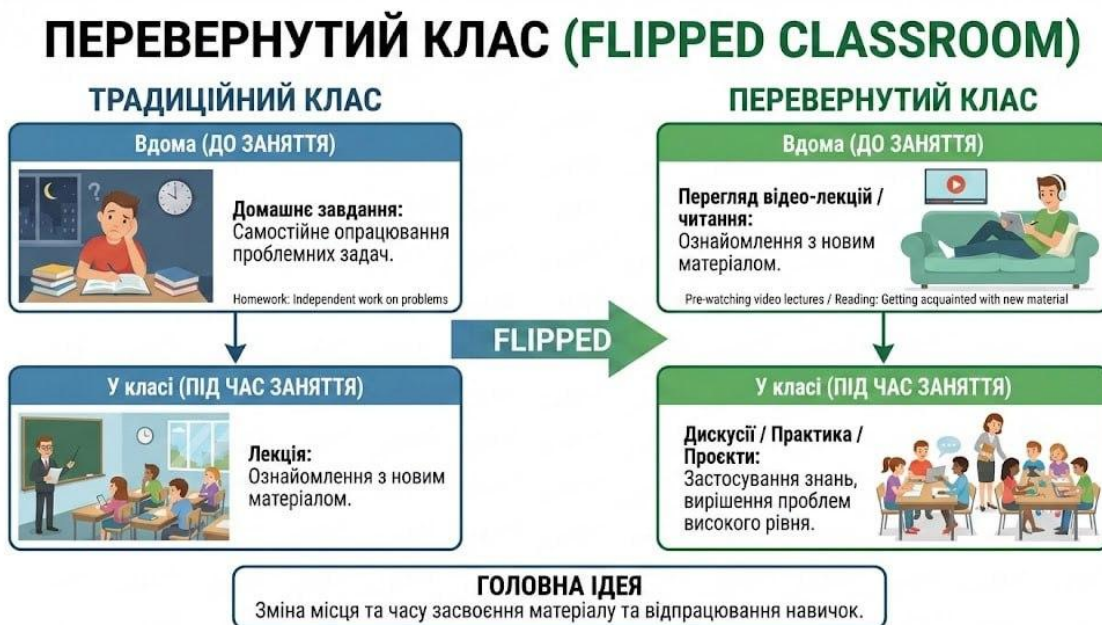 ПЕРЕВЕРНУТИЙ КЛАС (FLIPPED CLASSROOM)
ТРАДИЦІЙНИЙ КЛАС
Вдома (ДО ЗАНЯТТЯ)
Домашнє завдання:
Самостійне опрацювання
проблемних задач.
Homework: Independent work on problems
У класі (ПІД ЧАС ЗАНЯТТЯ)
Лекція:
Ознайомлення з новим
матеріалом.
FLIPPED
ПЕРЕВЕРНУТИЙ КЛАС
Вдома (ДО ЗАНЯТТЯ)
Перегляд відео-лекцій /
читання:
Ознайомлення з новим
матеріалом.
Pre-watching video lectures / Reading: Getting acquainted with new material
У класі (ПІД ЧАС ЗАНЯТТЯ)
Дискусії / Практика /
Проєкти:
Застосування знань,
вирішення проблем
високого рівня.
ГОЛОВНА ІДЕЯ
Зміна місця та часу засвоєння матеріалу та відпрацювання навичок.